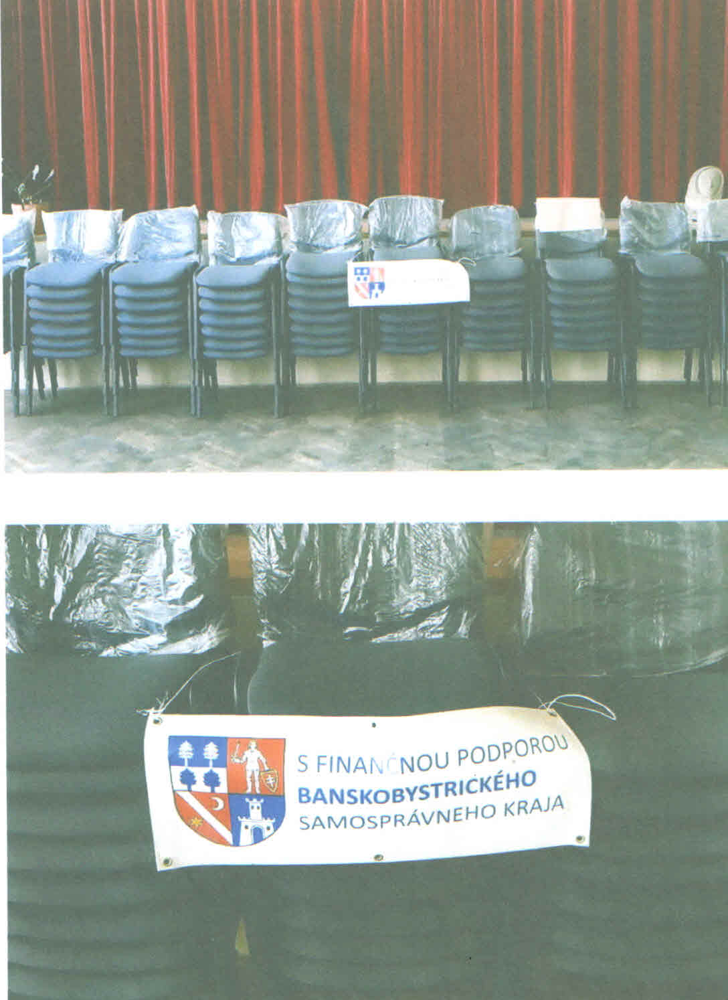 S FINANČNOU PODPOROU
BANSKOBYSTRICKÉHO
SAMOSPRÁVNEHO KRAJA